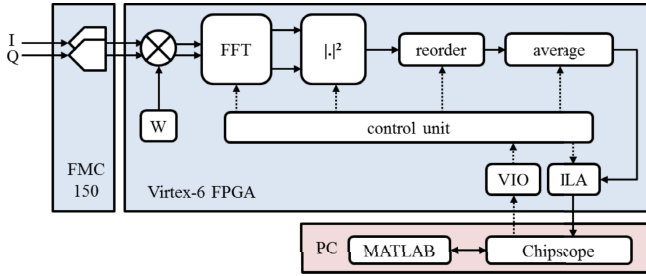 I
Q
FFT
|.|²
reorder
average
W
control unit
FMC
150
Virtex-6 FPGA
VIO
ILA
PC
MATLAB
Chipscope